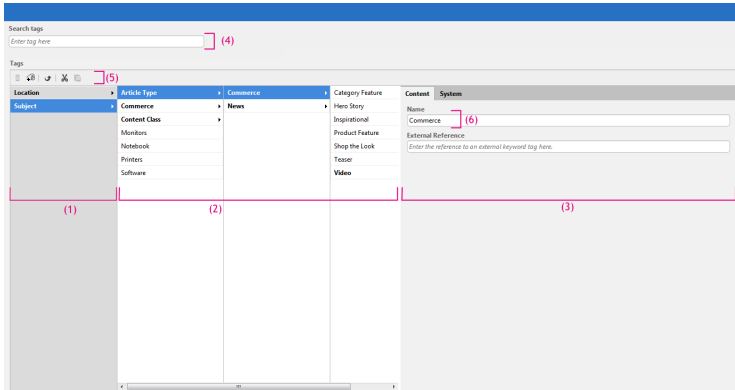 Search tags
Enter tag here
(4)
Tags
(5)
Location
Subject
Article Type
Commerce
Content Class
Monitors
Notebook
Printers
Software
Commerce
News
Category Feature
Hero Story
Inspirational
Product Feature
Shop the Look
Teaser
Video
Content System
Name
Commerce
(6)
External Reference
Enter the reference to an external keyword tag here.
(1)
(2)
(3)